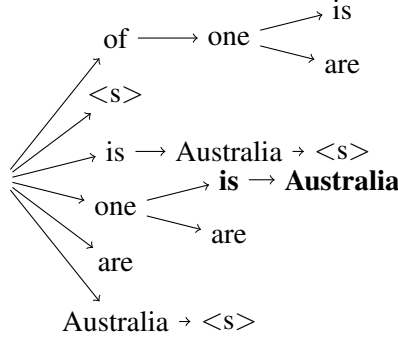 is
of one
are
<s>
is Australia <s>
is Australia
one
are
are
Australia <s>